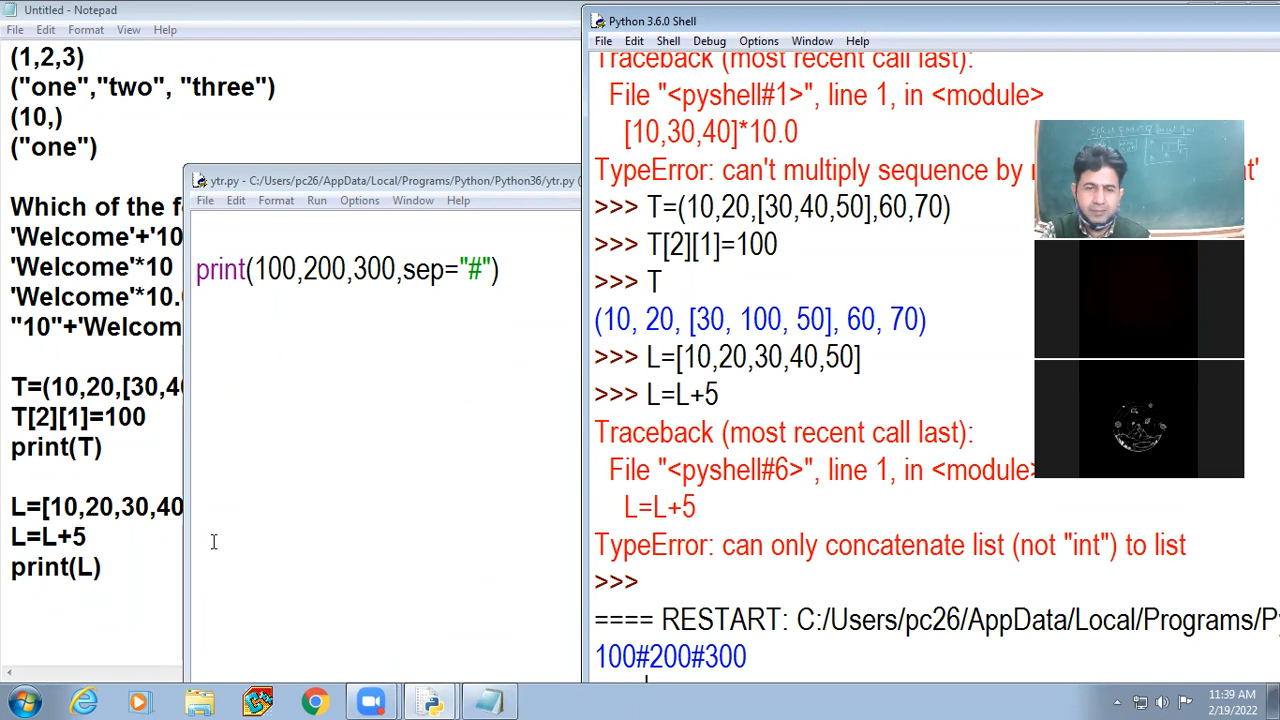 Untitled - Notepad
File Edit Format View Help
(1,2,3)
("one","two", "three")
(10,)
("one")
Which of the f
'Welcome'+'10
'Welcome'*10
'Welcome'*10.
"10"+'Welcom
T=(10,20,[30,40
T[2][1]=100
print(T)
L=[10,20,30,40
L=L+5
print(L)
ytr.py - C:/Users/pc26/AppData/Local/Programs/Python/Python36/ytr.py (
File Edit Format Run Options Window Help
print(100,200,300,sep="#")
Python 3.6.0 Shell
File Edit Shell Debug Options Window Help
Traceback (most recent call last):
File "<pyshell#1>", line 1, in <module>
[10,30,40]*10.0
TypeError: can't multiply sequence by
>>> T=(10,20,[30,40,50],60,70)
>>> T[2][1]=100
>>> T
(10, 20, [30, 100, 50], 60, 70)
>>> L=[10,20,30,40,50]
>>> L=L+5
Traceback (most recent call last):
File "<pyshell#6>", line 1, in <module>
L=L+5
TypeError: can only concatenate list (not "int") to list
>>>
==== RESTART: C:/Users/pc26/AppData/Local/Programs/Py
100#200#300
11:39 AM
2/19/2022